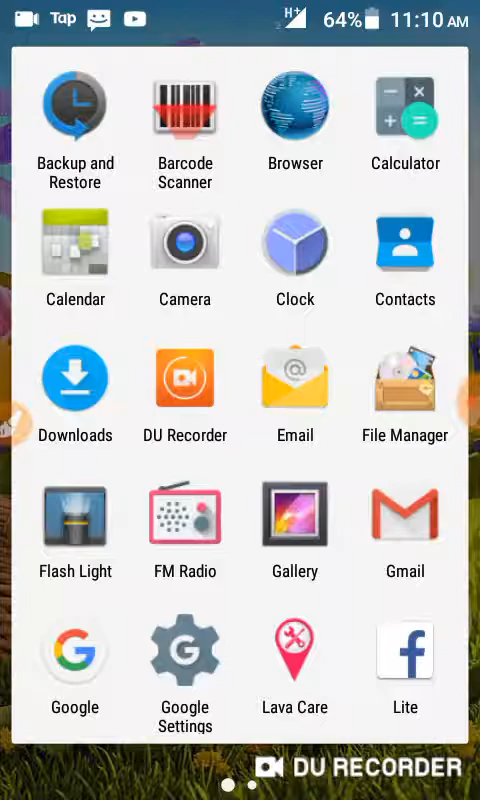 Tap 2 H+ 64% 11:10 AM
Backup and Restore
Barcode Scanner
Browser
Calculator
Calendar
Camera
Clock
Contacts
Downloads
DU Recorder
Email
File Manager
Flash Light
FM Radio
Gallery
Gmail
Google
Google Settings
Lava Care
Lite
DU RECORDER